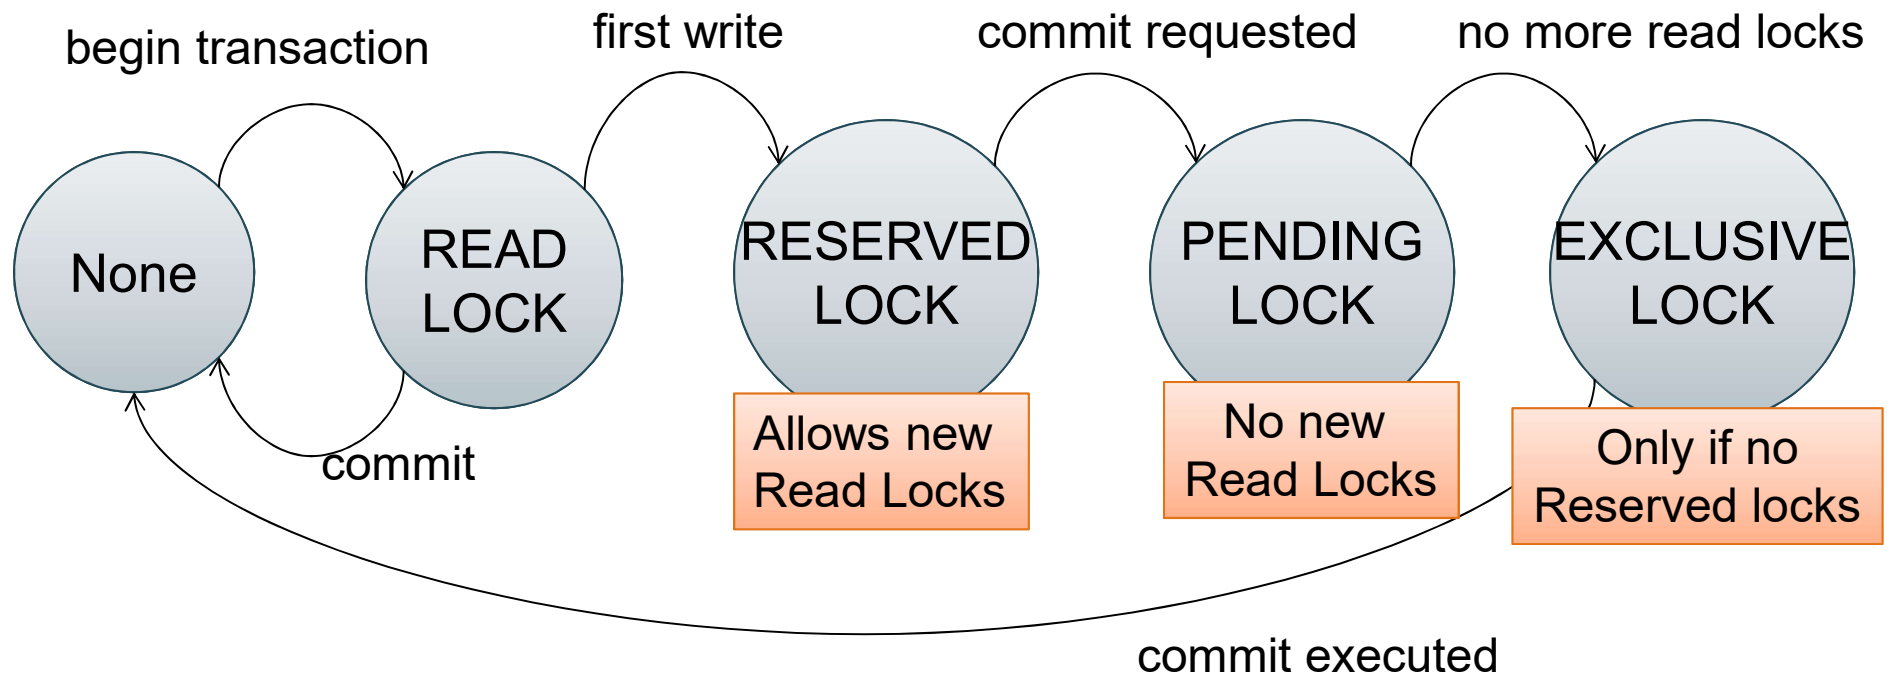 begin transaction
first write
commit requested
no more read locks
None
READ
LOCK
RESERVED
LOCK
PENDING
LOCK
EXCLUSIVE
LOCK
commit
Allows new
Read Locks
No new
Read Locks
Only if no
Reserved locks
commit executed